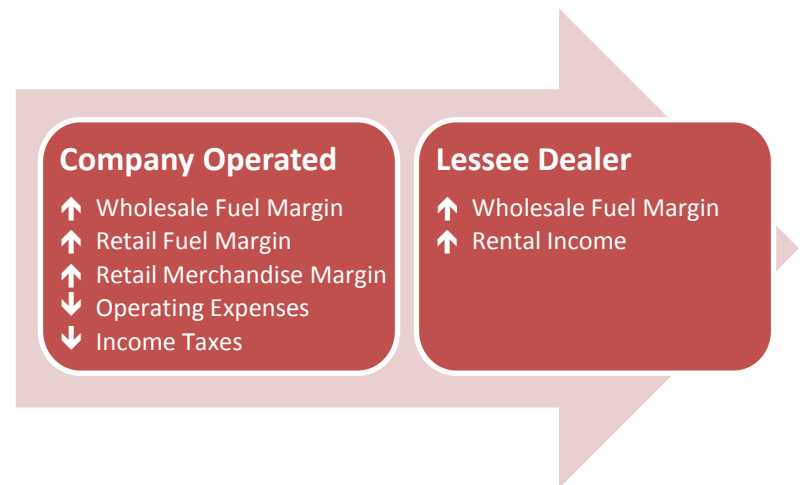 Company Operated
↑ Wholesale Fuel Margin
↑ Retail Fuel Margin
↑ Retail Merchandise Margin
↓ Operating Expenses
↓ Income Taxes
Lessee Dealer
↑ Wholesale Fuel Margin
↑ Rental Income